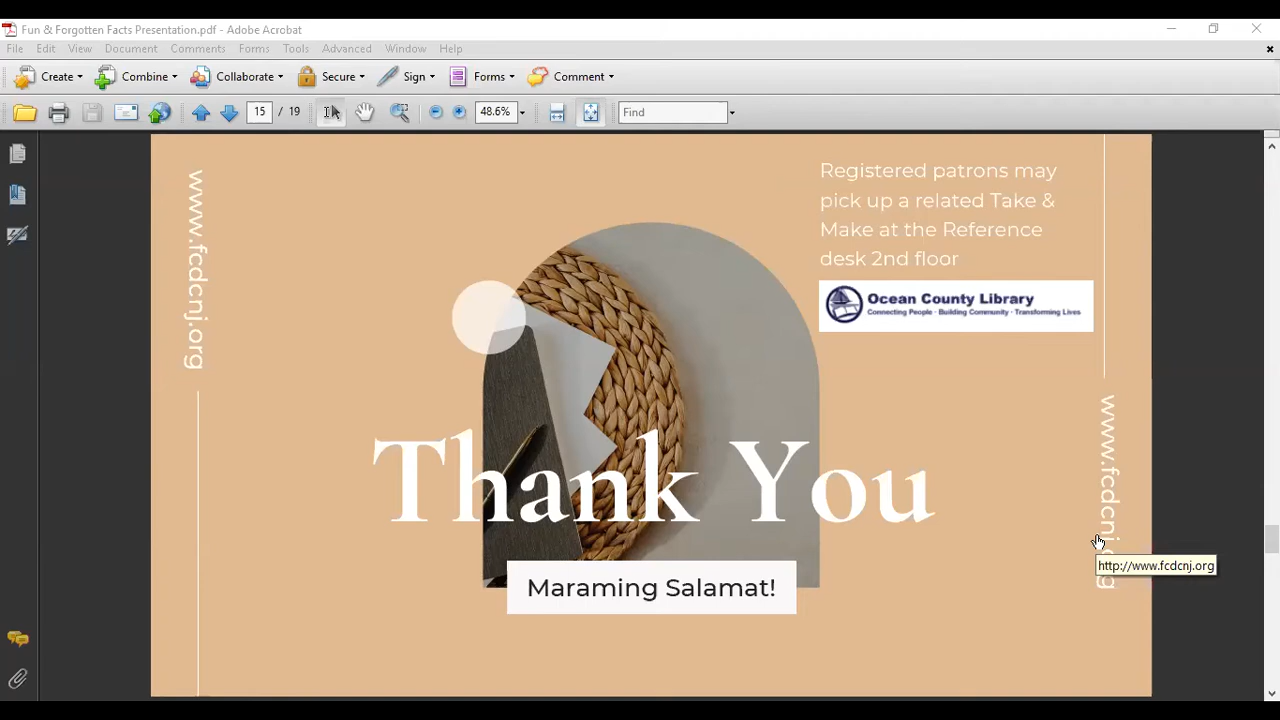 Fun & Forgotten Facts Presentation.pdf - Adobe Acrobat
File Edit View Document Comments Forms Tools Advanced Window Help
Create Combine Collaborate Secure Sign Forms Comment
15 / 19 48.6% Find
www.fcdcnj.org
Registered patrons may
pick up a related Take &
Make at the Reference
desk 2nd floor
Ocean County Library
Connecting People · Building Community · Transforming Lives
Thank You
Maraming Salamat!
www.fcdcnj.org
http://www.fcdcnj.org